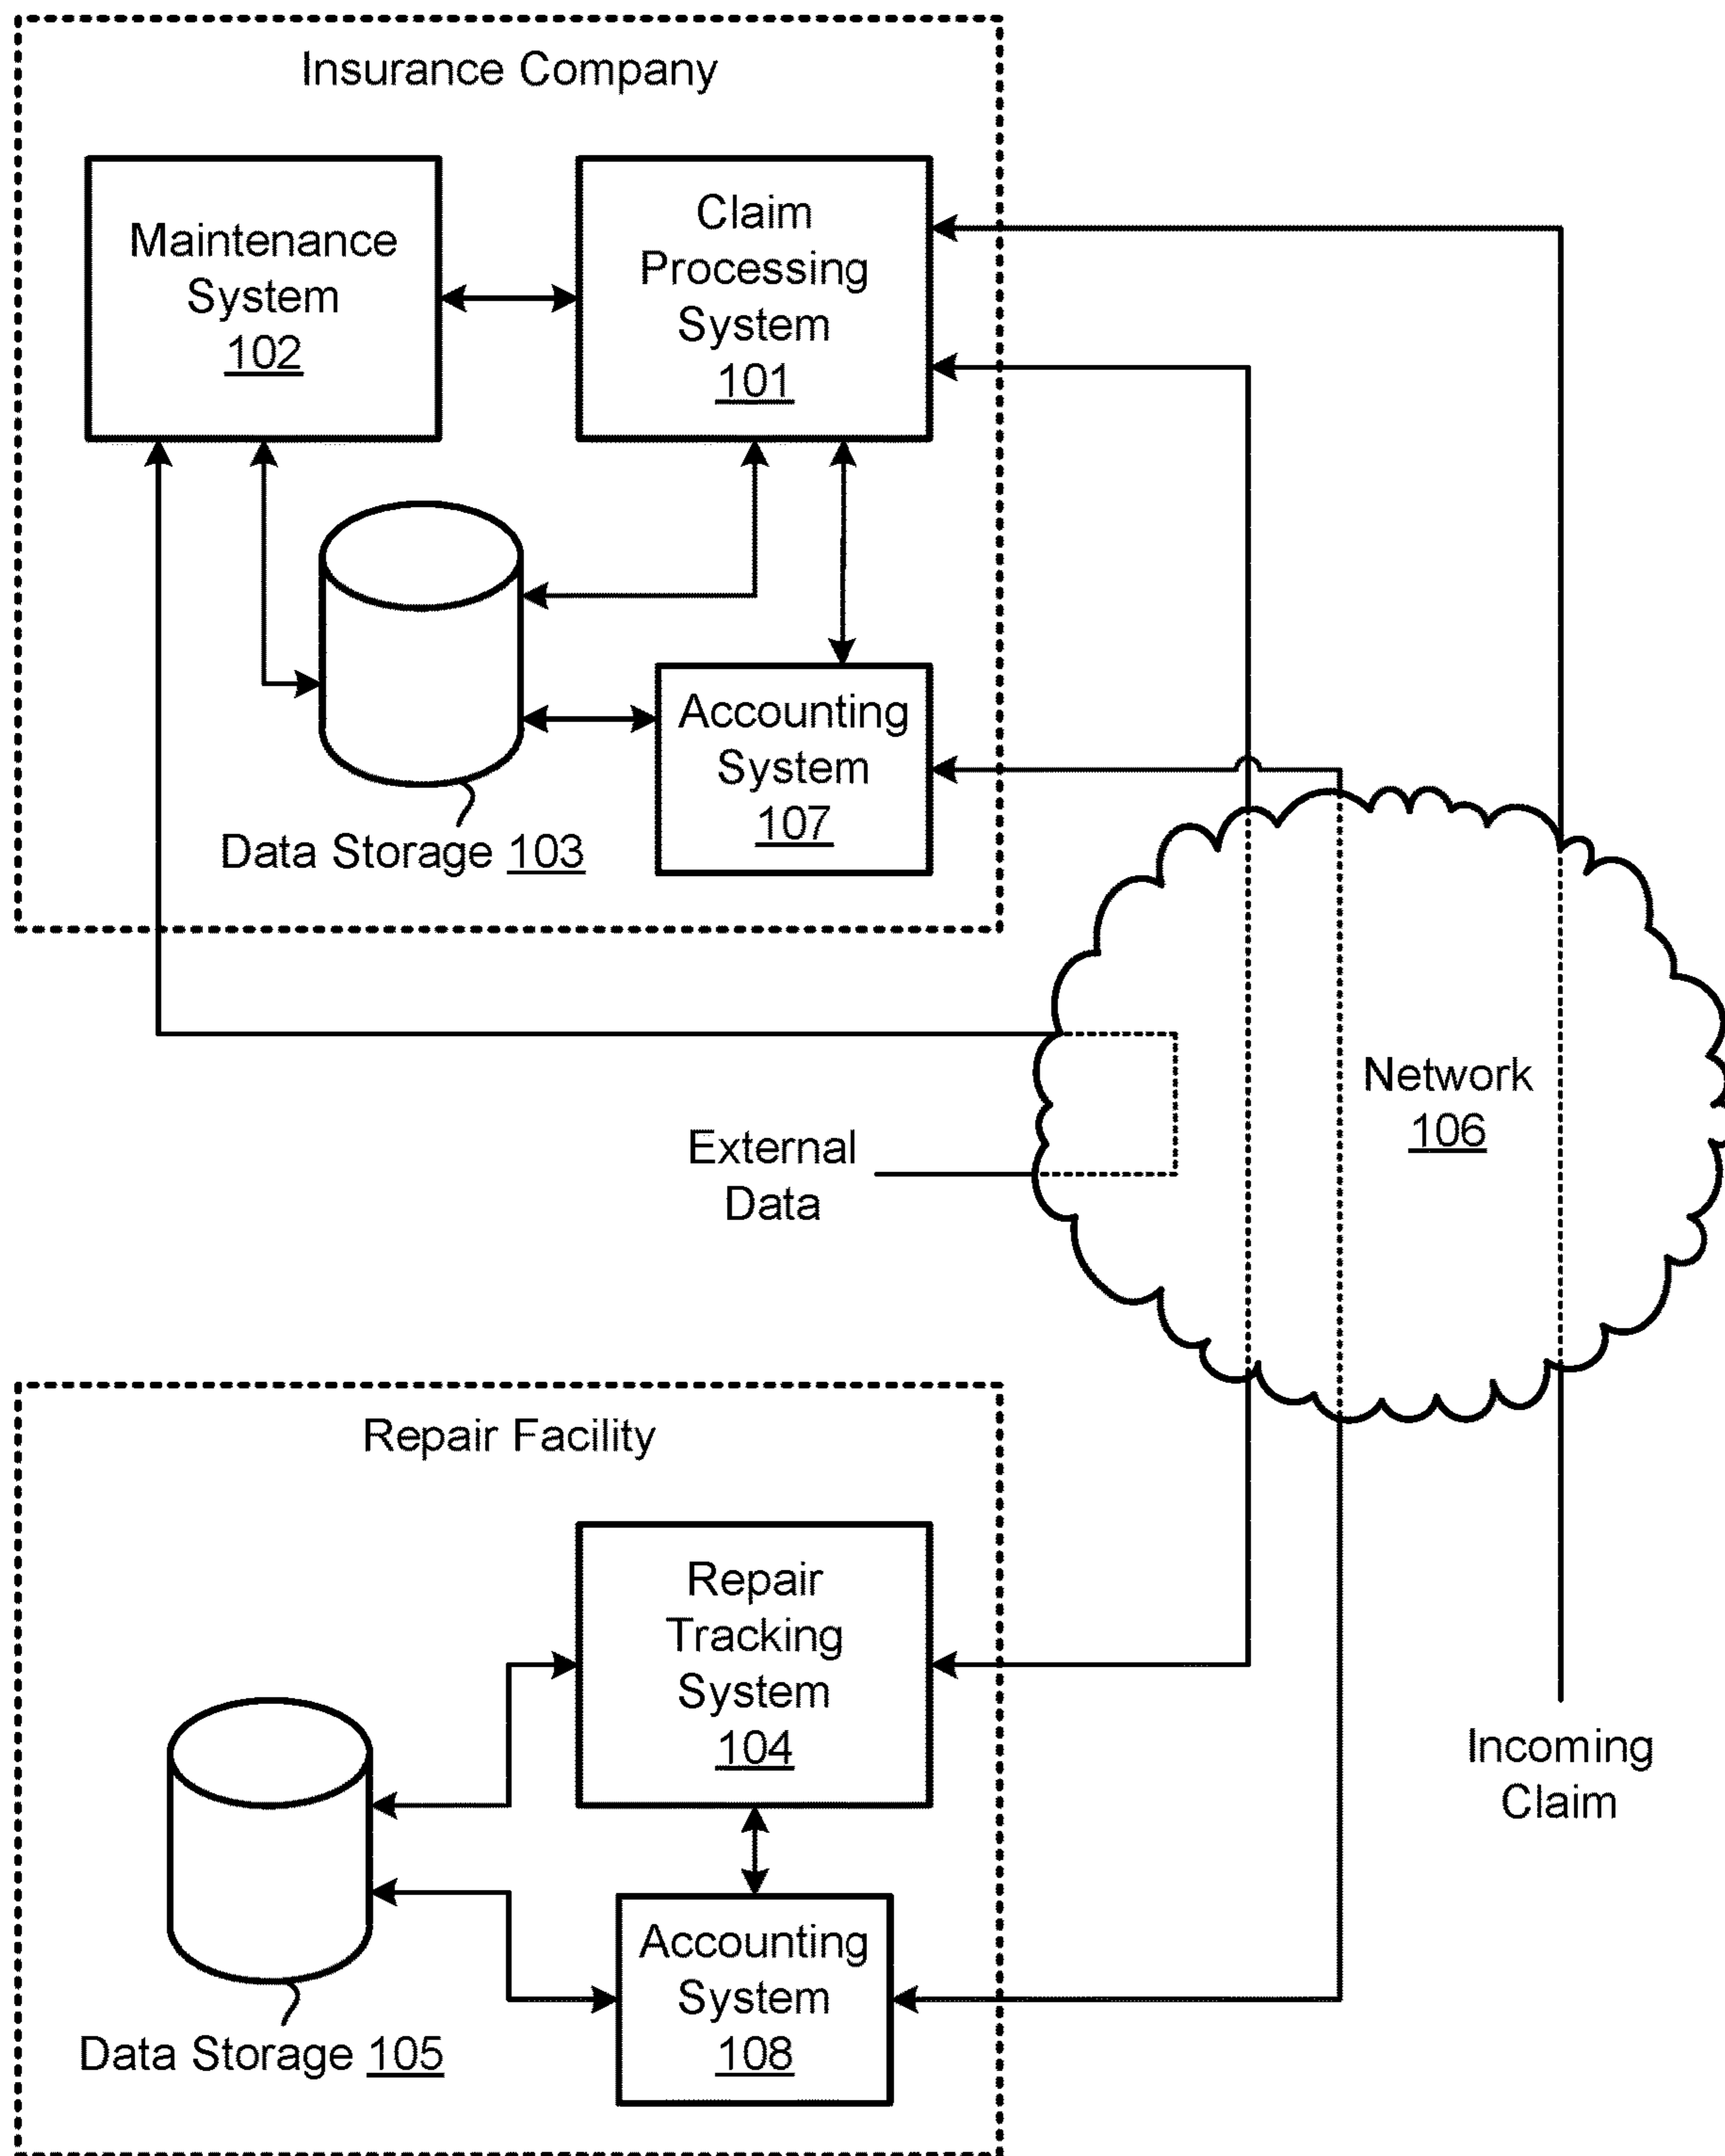 Insurance Company
Maintenance
System
102
Claim
Processing
System
101
Data Storage 103
Accounting
System
107
Network
106
External
Data
Repair Facility
Repair
Tracking
System
104
Incoming
Claim
Data Storage 105
Accounting
System
108